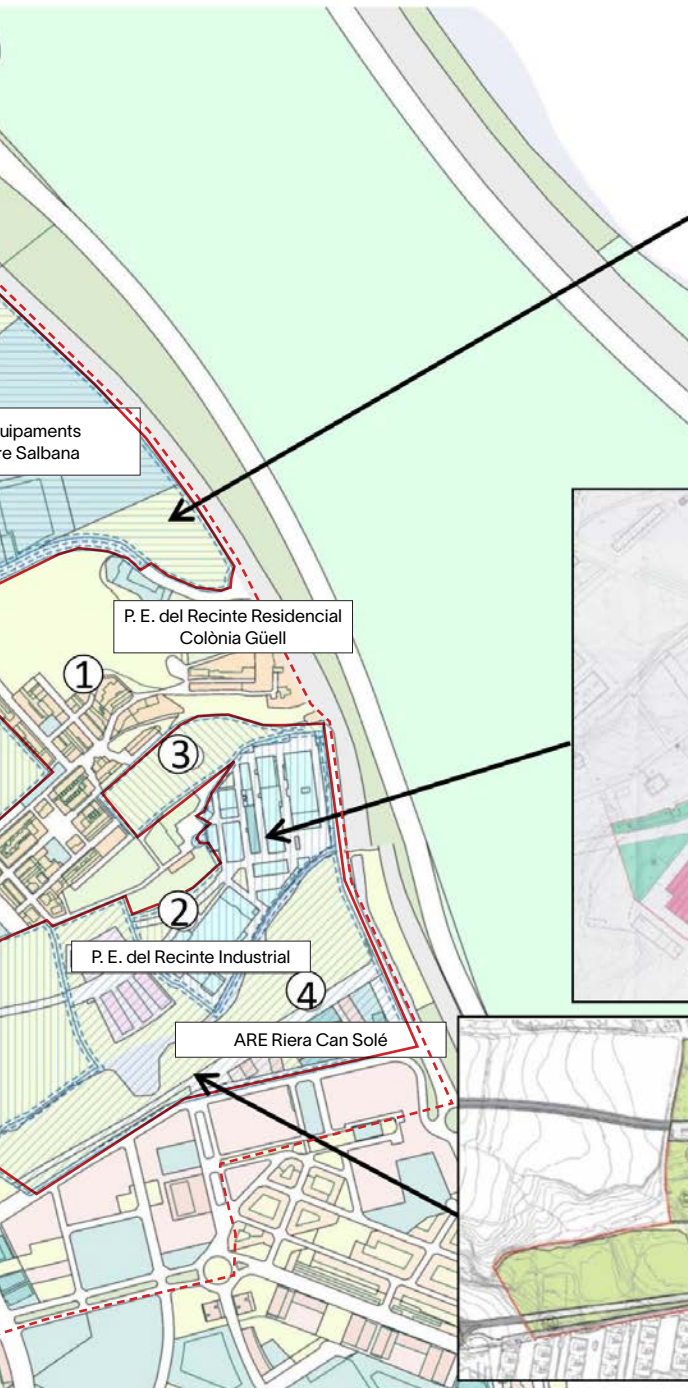 uipaments
re Salbana
P. E. del Recinte Residencial
Colònia Güell
1
3
2
P. E. del Recinte Industrial
4
ARE Riera Can Solé